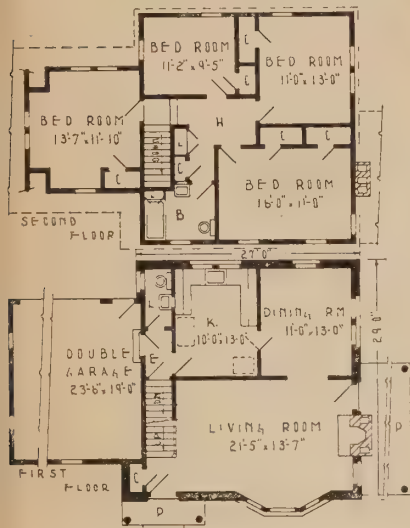 BED ROOM
11'-2" x 9'-5"
C
C
BED ROOM
11'-0" x 13'-0"
BED ROOM
13'-7" x 11'-10"
H
L
C
C
C
C
B
BED ROOM
16'-0" x 11'-0"
SECOND
FLOOR
27'-0"
29'-0"
L
K.
10'-0" x 13'-0"
DINING RM
11'-0" x 13'-0"
DOUBLE
GARAGE
23'-6" x 19'-0"
E
LIVING ROOM
21'-5" x 13'-7"
C
P
P
FIRST
FLOOR